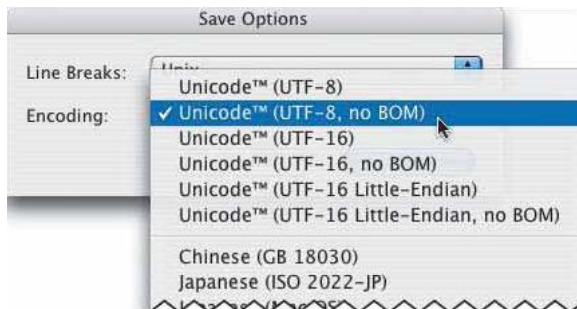 Save Options
Line Breaks: Unix
Encoding:
Unicode™ (UTF-8)
✓ Unicode™ (UTF-8, no BOM)
Unicode™ (UTF-16)
Unicode™ (UTF-16, no BOM)
Unicode™ (UTF-16 Little-Endian)
Unicode™ (UTF-16 Little-Endian, no BOM)
Chinese (GB 18030)
Japanese (ISO 2022-JP)